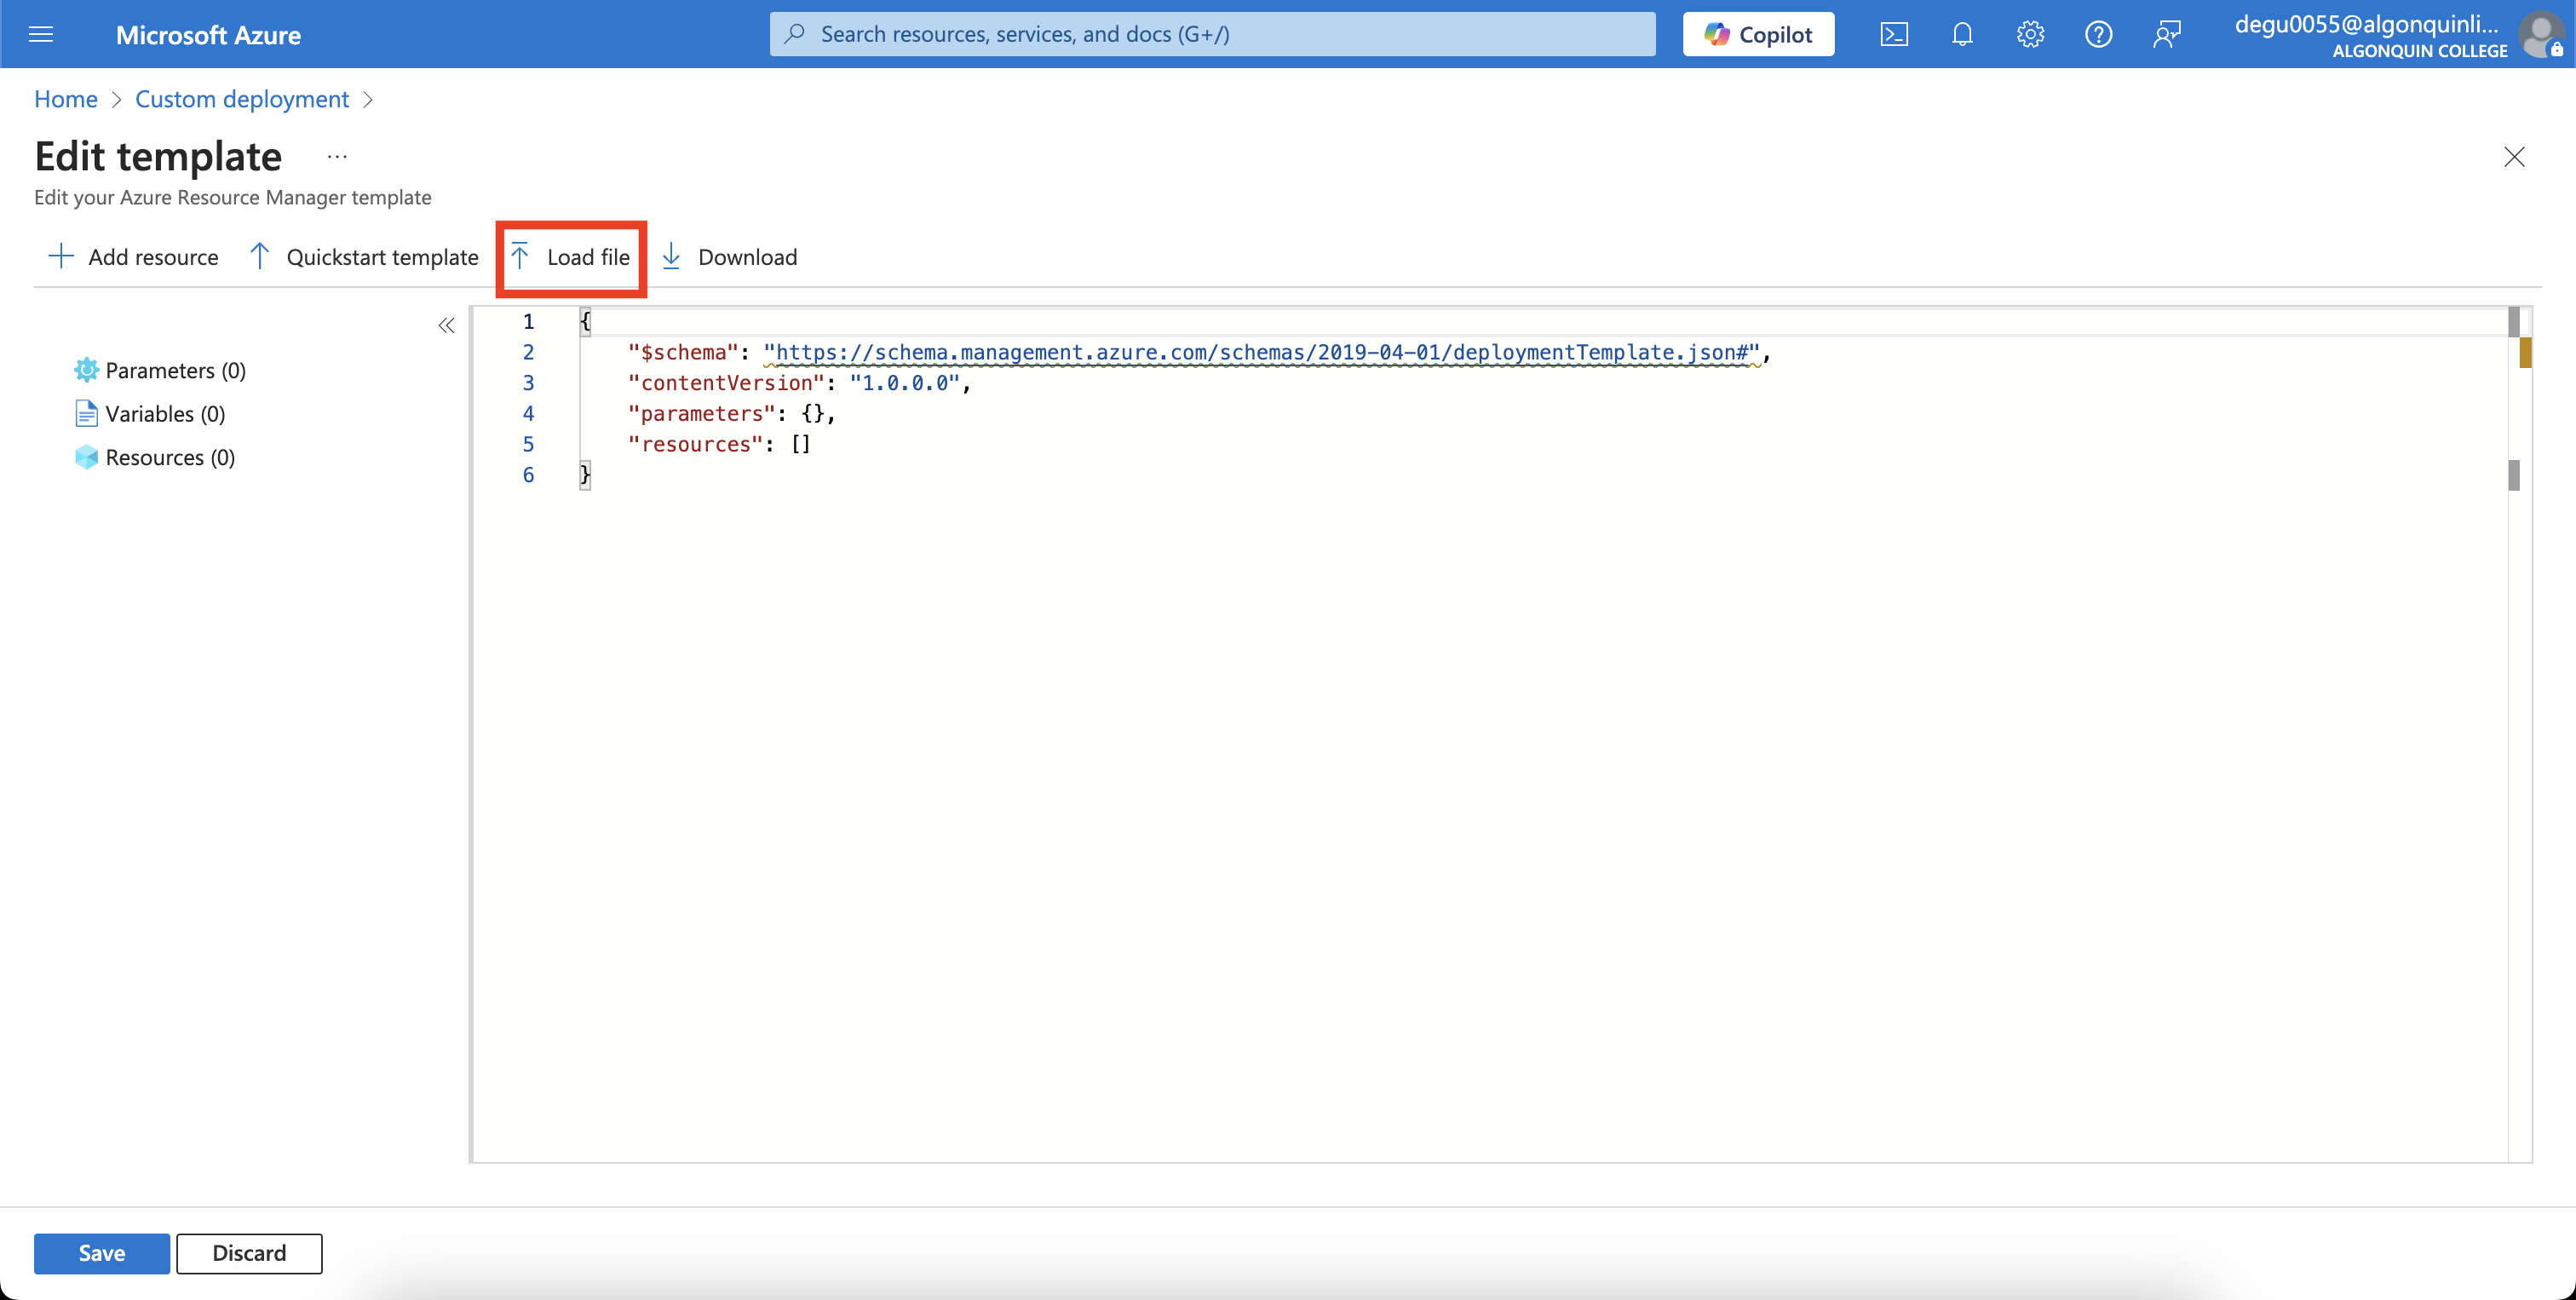 Microsoft Azure
Search resources, services, and docs (G+/)
Copilot
degu0055@algonquinli...
ALGONQUIN COLLEGE
Home > Custom deployment >
Edit template ...
Edit your Azure Resource Manager template
Add resource
Quickstart template
Load file
Download
Parameters (0)
Variables (0)
Resources (0)
1 {
2 "$schema": "https://schema.management.azure.com/schemas/2019-04-01/deploymentTemplate.json#",
3 "contentVersion": "1.0.0.0",
4 "parameters": {},
5 "resources": []
6 }
Save
Discard